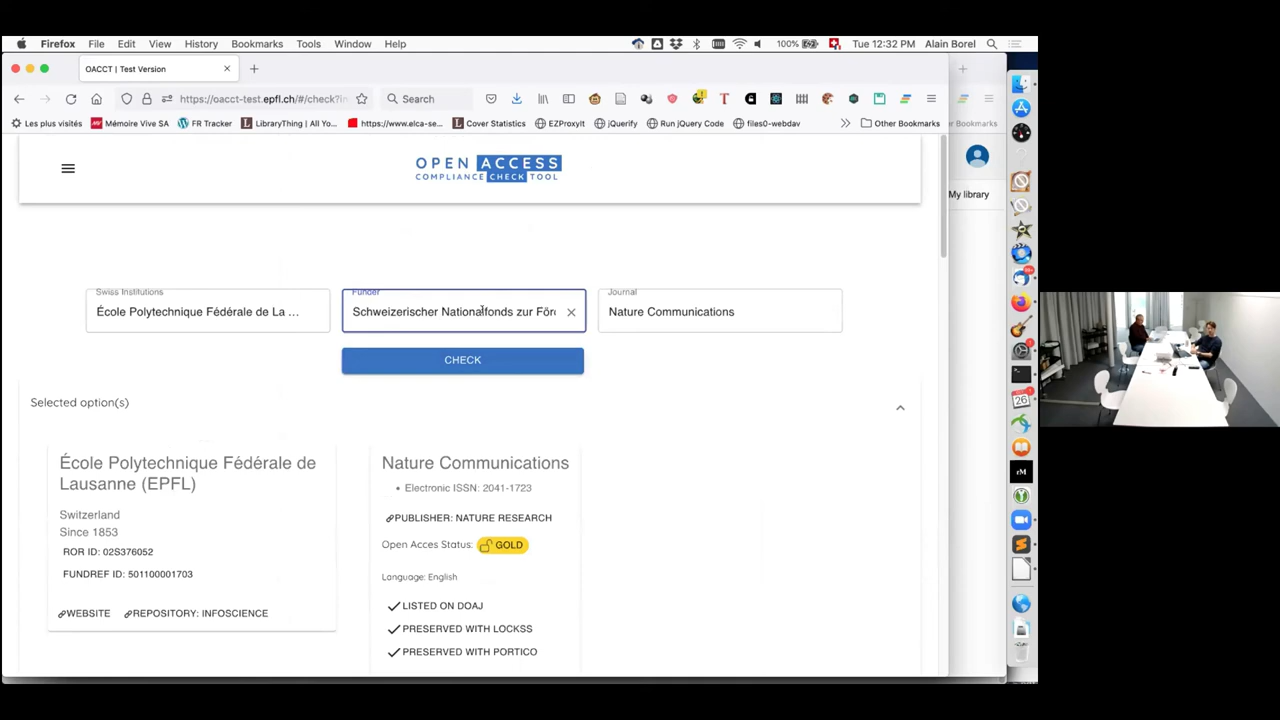 Firefox File Edit View History Bookmarks Tools Window Help 100% Tue 26 Oct 12:32 PM Alain Borel
OACCT | Test Version
https://oacct-test.epfl.ch/#/check?in Search
Les plus visités Mémoire Vive SA FR Tracker LibraryThing | All Yo... https://www.elca-se... Cover Statistics EZProxyIt jQuerify Run jQuery Code files0-webdav Other Bookmarks Bookmarks
OPEN ACCESS
COMPLIANCE CHECK TOOL
My library
Swiss Institutions Funder Journal
École Polytechnique Fédérale de La ... Schweizerischer Nationalfonds zur Förd Nature Communications
CHECK
Selected option(s)
École Polytechnique Fédérale de
Lausanne (EPFL)
Switzerland
Since 1853
ROR ID: 02S376052
FUNDREF ID: 501100001703
WEBSITE REPOSITORY: INFOSCIENCE
Nature Communications
Electronic ISSN: 2041-1723
PUBLISHER: NATURE RESEARCH
Open Acces Status: GOLD
Language: English
LISTED ON DOAJ
PRESERVED WITH LOCKSS
PRESERVED WITH PORTICO